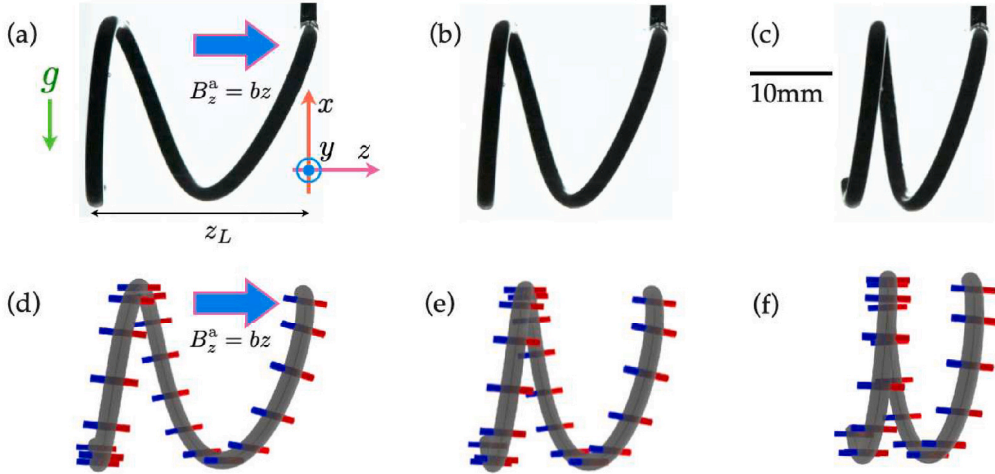 (a)
g
B_z^a = bz
x
y z
z_L
(b)
(c)
10mm
(d)
B_z^a = bz
(e)
(f)